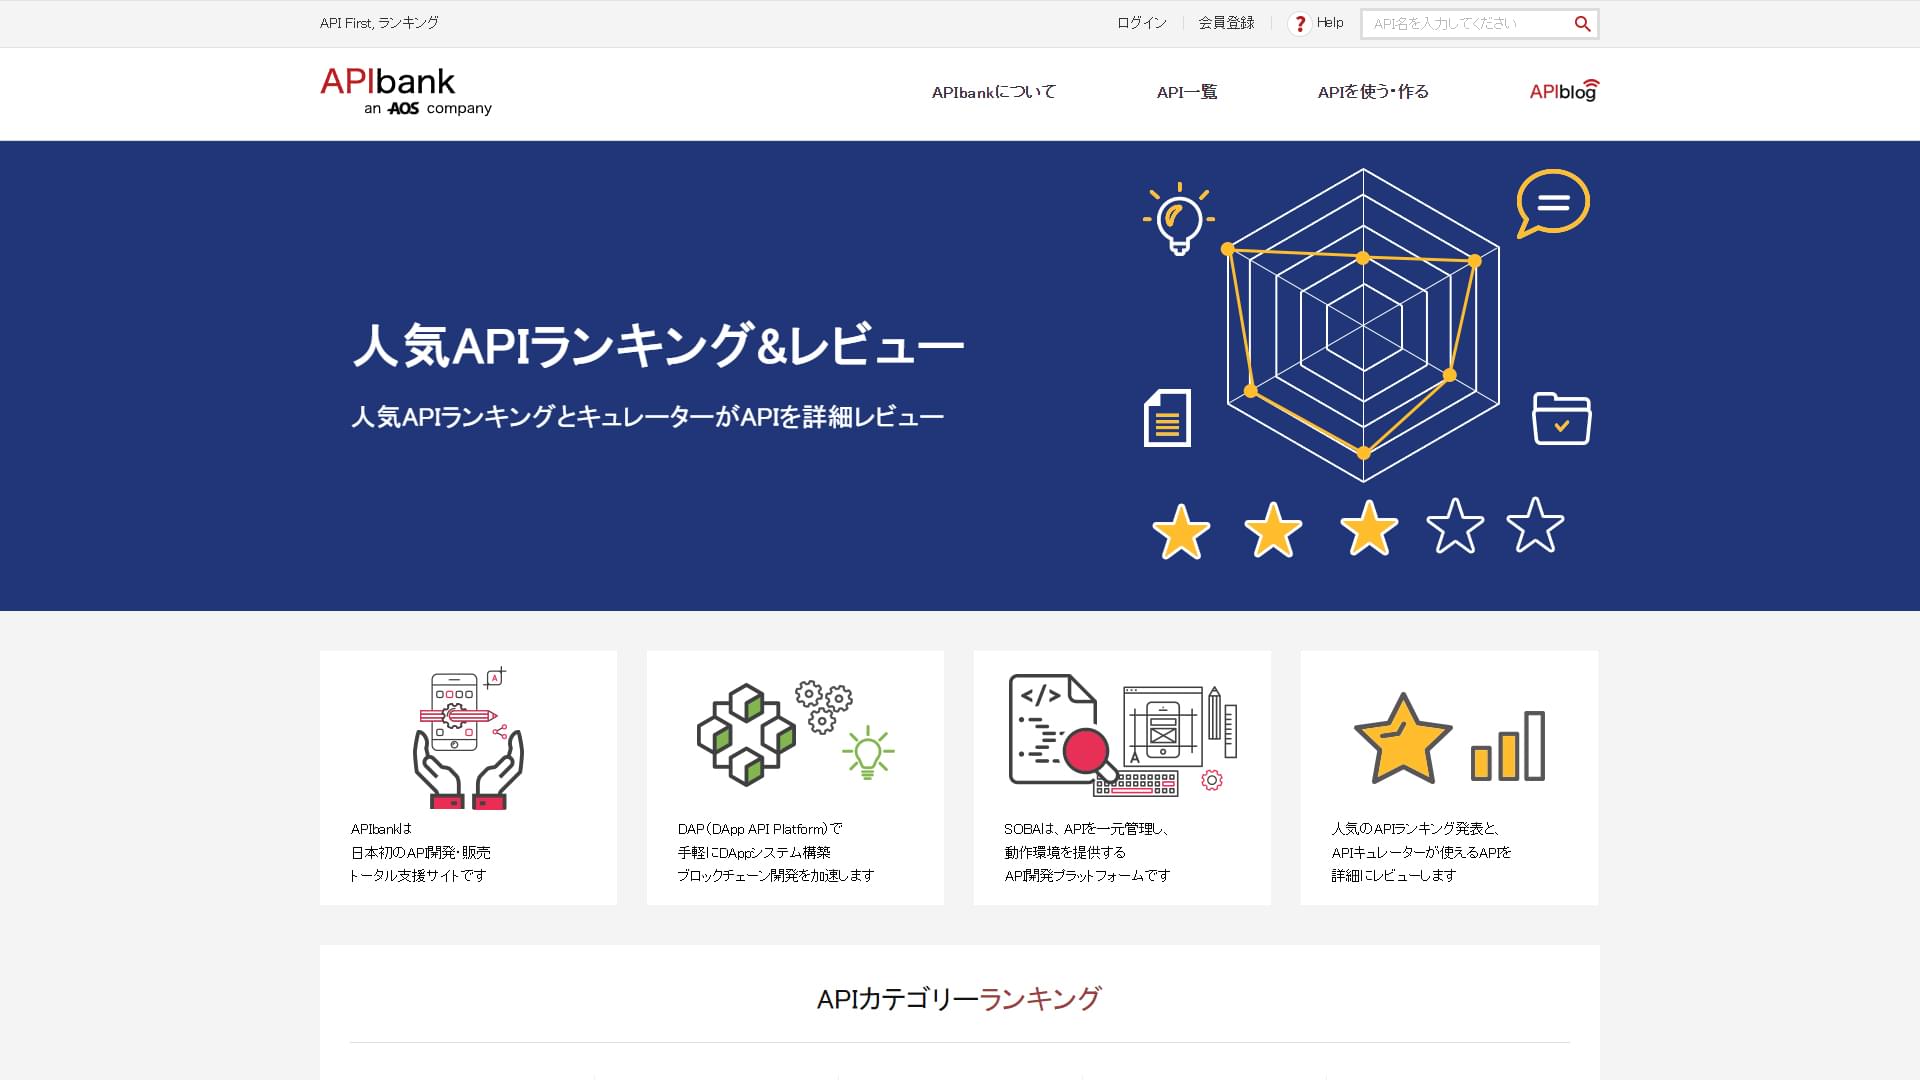 API First, ランキング
ログイン
会員登録
? Help
API名を入力してください
APIbank
an AOS company
APIbankについて
API一覧
APIを使う・作る
APIblog
人気APIランキング&レビュー
人気APIランキングとキュレーターがAPIを詳細レビュー
APIbankは
日本初のAPI開発・販売
トータル支援サイトです
DAP（DApp API Platform）で
手軽にDAppシステム構築
ブロックチェーン開発を加速します
SOBAは、APIを一元管理し、
動作環境を提供する
API開発プラットフォームです
人気のAPIランキング発表と、
APIキュレーターが使えるAPIを
詳細にレビューします
APIカテゴリーランキング